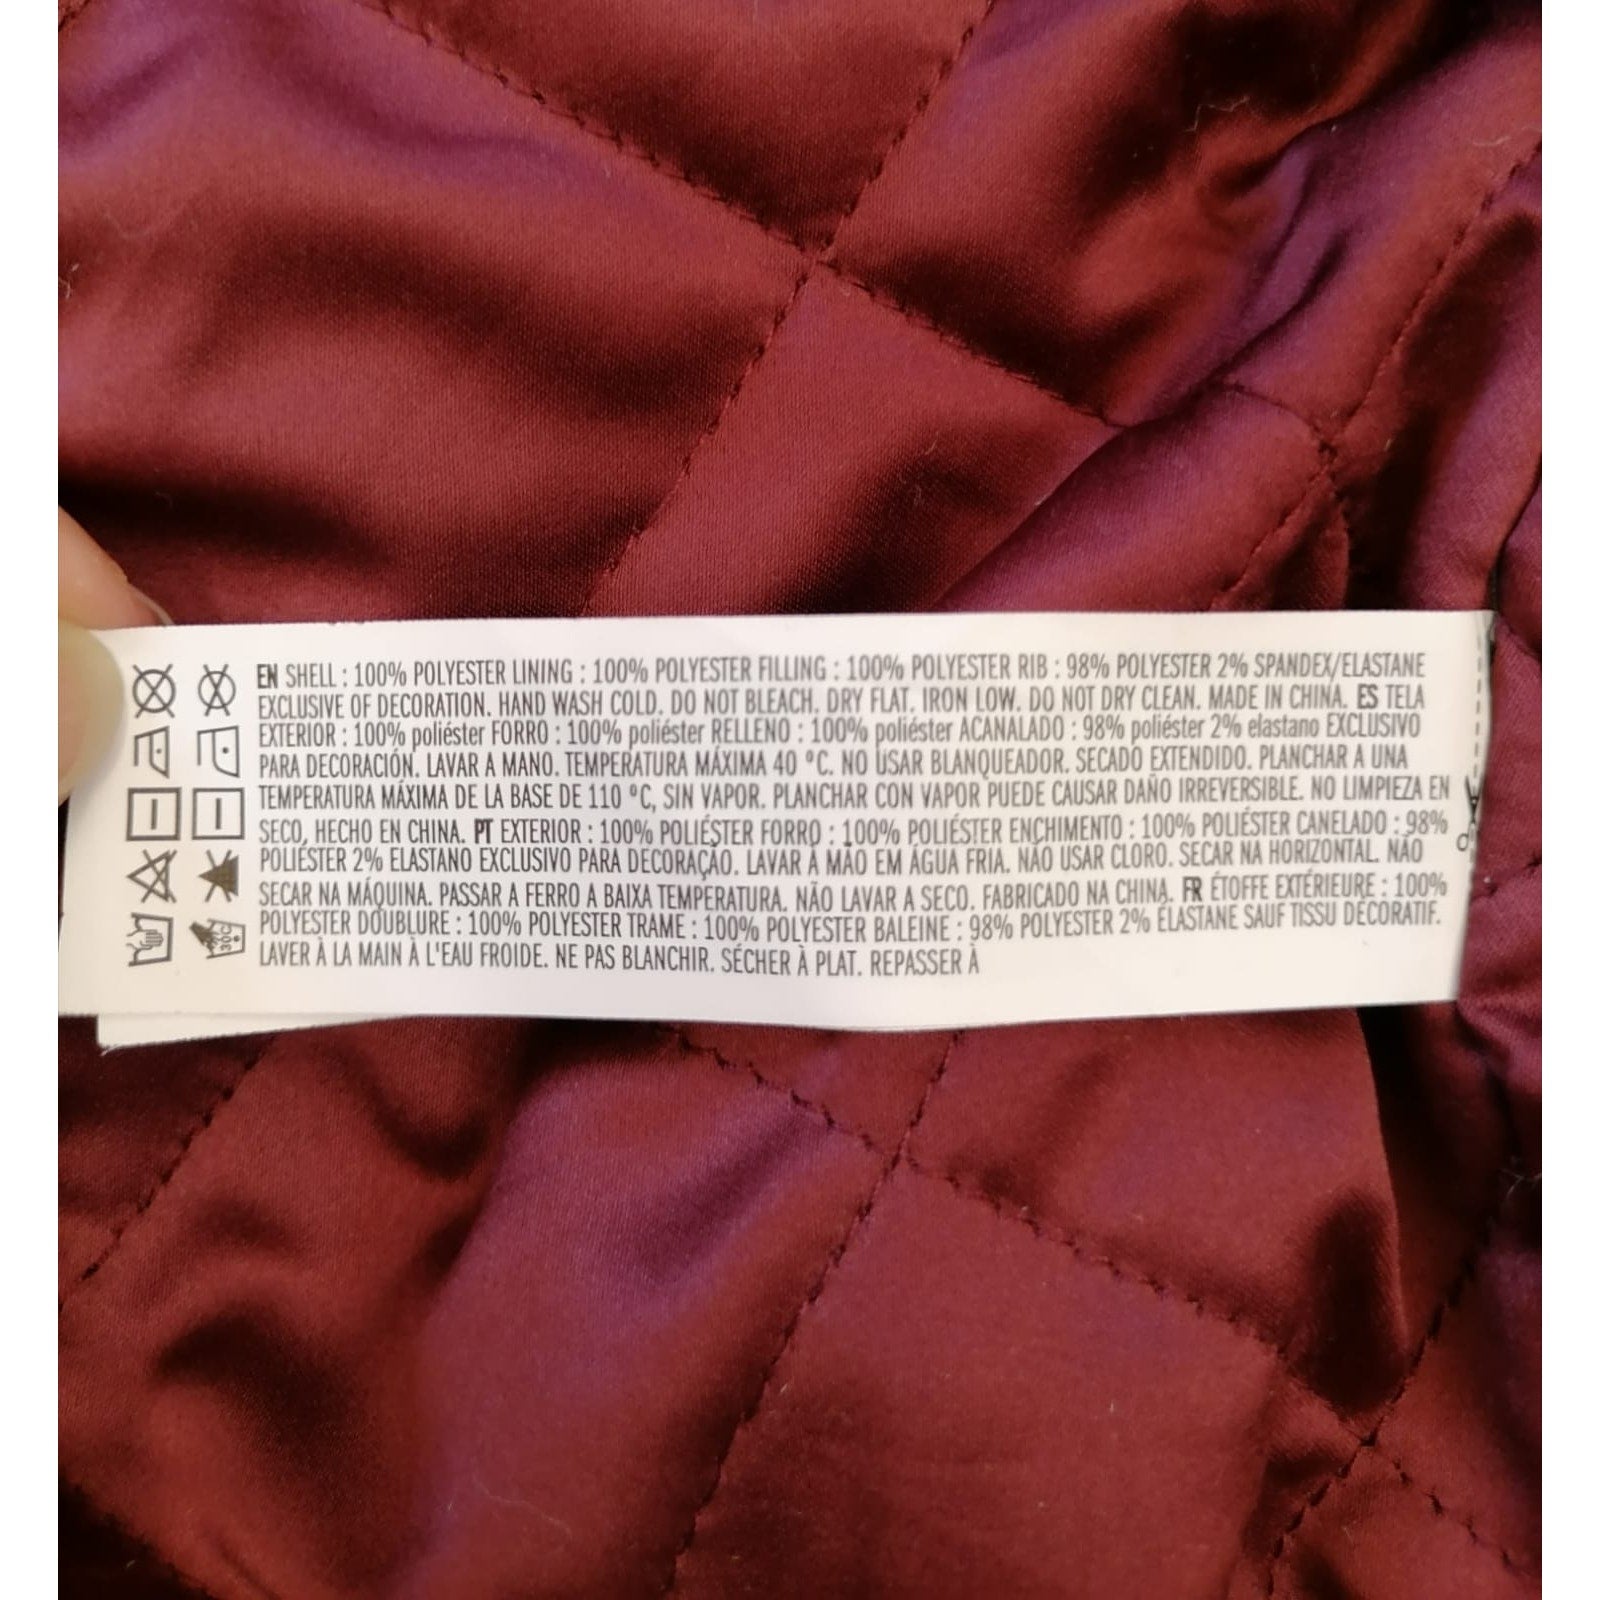 EN SHELL : 100% POLYESTER LINING : 100% POLYESTER FILLING : 100% POLYESTER RIB : 98% POLYESTER 2% SPANDEX/ELASTANE
EXCLUSIVE OF DECORATION. HAND WASH COLD. DO NOT BLEACH. DRY FLAT. IRON LOW. DO NOT DRY CLEAN. MADE IN CHINA. ES TELA
EXTERIOR : 100% poliéster FORRO : 100% poliéster RELLENO : 100% poliéster ACANALADO : 98% poliéster 2% elastano EXCLUSIVO
PARA DECORACIÓN. LAVAR A MANO. TEMPERATURA MÁXIMA 40 °C. NO USAR BLANQUEADOR. SECADO EXTENDIDO. PLANCHAR A UNA
TEMPERATURA MÁXIMA DE LA BASE DE 110 °C, SIN VAPOR. PLANCHAR CON VAPOR PUEDE CAUSAR DAÑO IRREVERSIBLE. NO LIMPIEZA EN
SECO, HECHO EN CHINA. PT EXTERIOR : 100% POLIÉSTER FORRO : 100% POLIÉSTER ENCHIMENTO : 100% POLIÉSTER CANELADO : 98%
POLIÉSTER 2% ELASTANO EXCLUSIVO PARA DECORAÇÃO. LAVAR À MÃO EM ÁGUA FRIA. NÃO USAR CLORO. SECAR NA HORIZONTAL. NÃO
SECAR NA MÁQUINA. PASSAR A FERRO A BAIXA TEMPERATURA. NÃO LAVAR A SECO. FABRICADO NA CHINA. FR ÉTOFFE EXTÉRIEURE : 100%
POLYESTER DOUBLURE : 100% POLYESTER TRAME : 100% POLYESTER BALEINE : 98% POLYESTER 2% ÉLASTANE SAUF TISSU DÉCORATIF.
LAVER À LA MAIN À L'EAU FROIDE. NE PAS BLANCHIR. SÉCHER À PLAT. REPASSER À